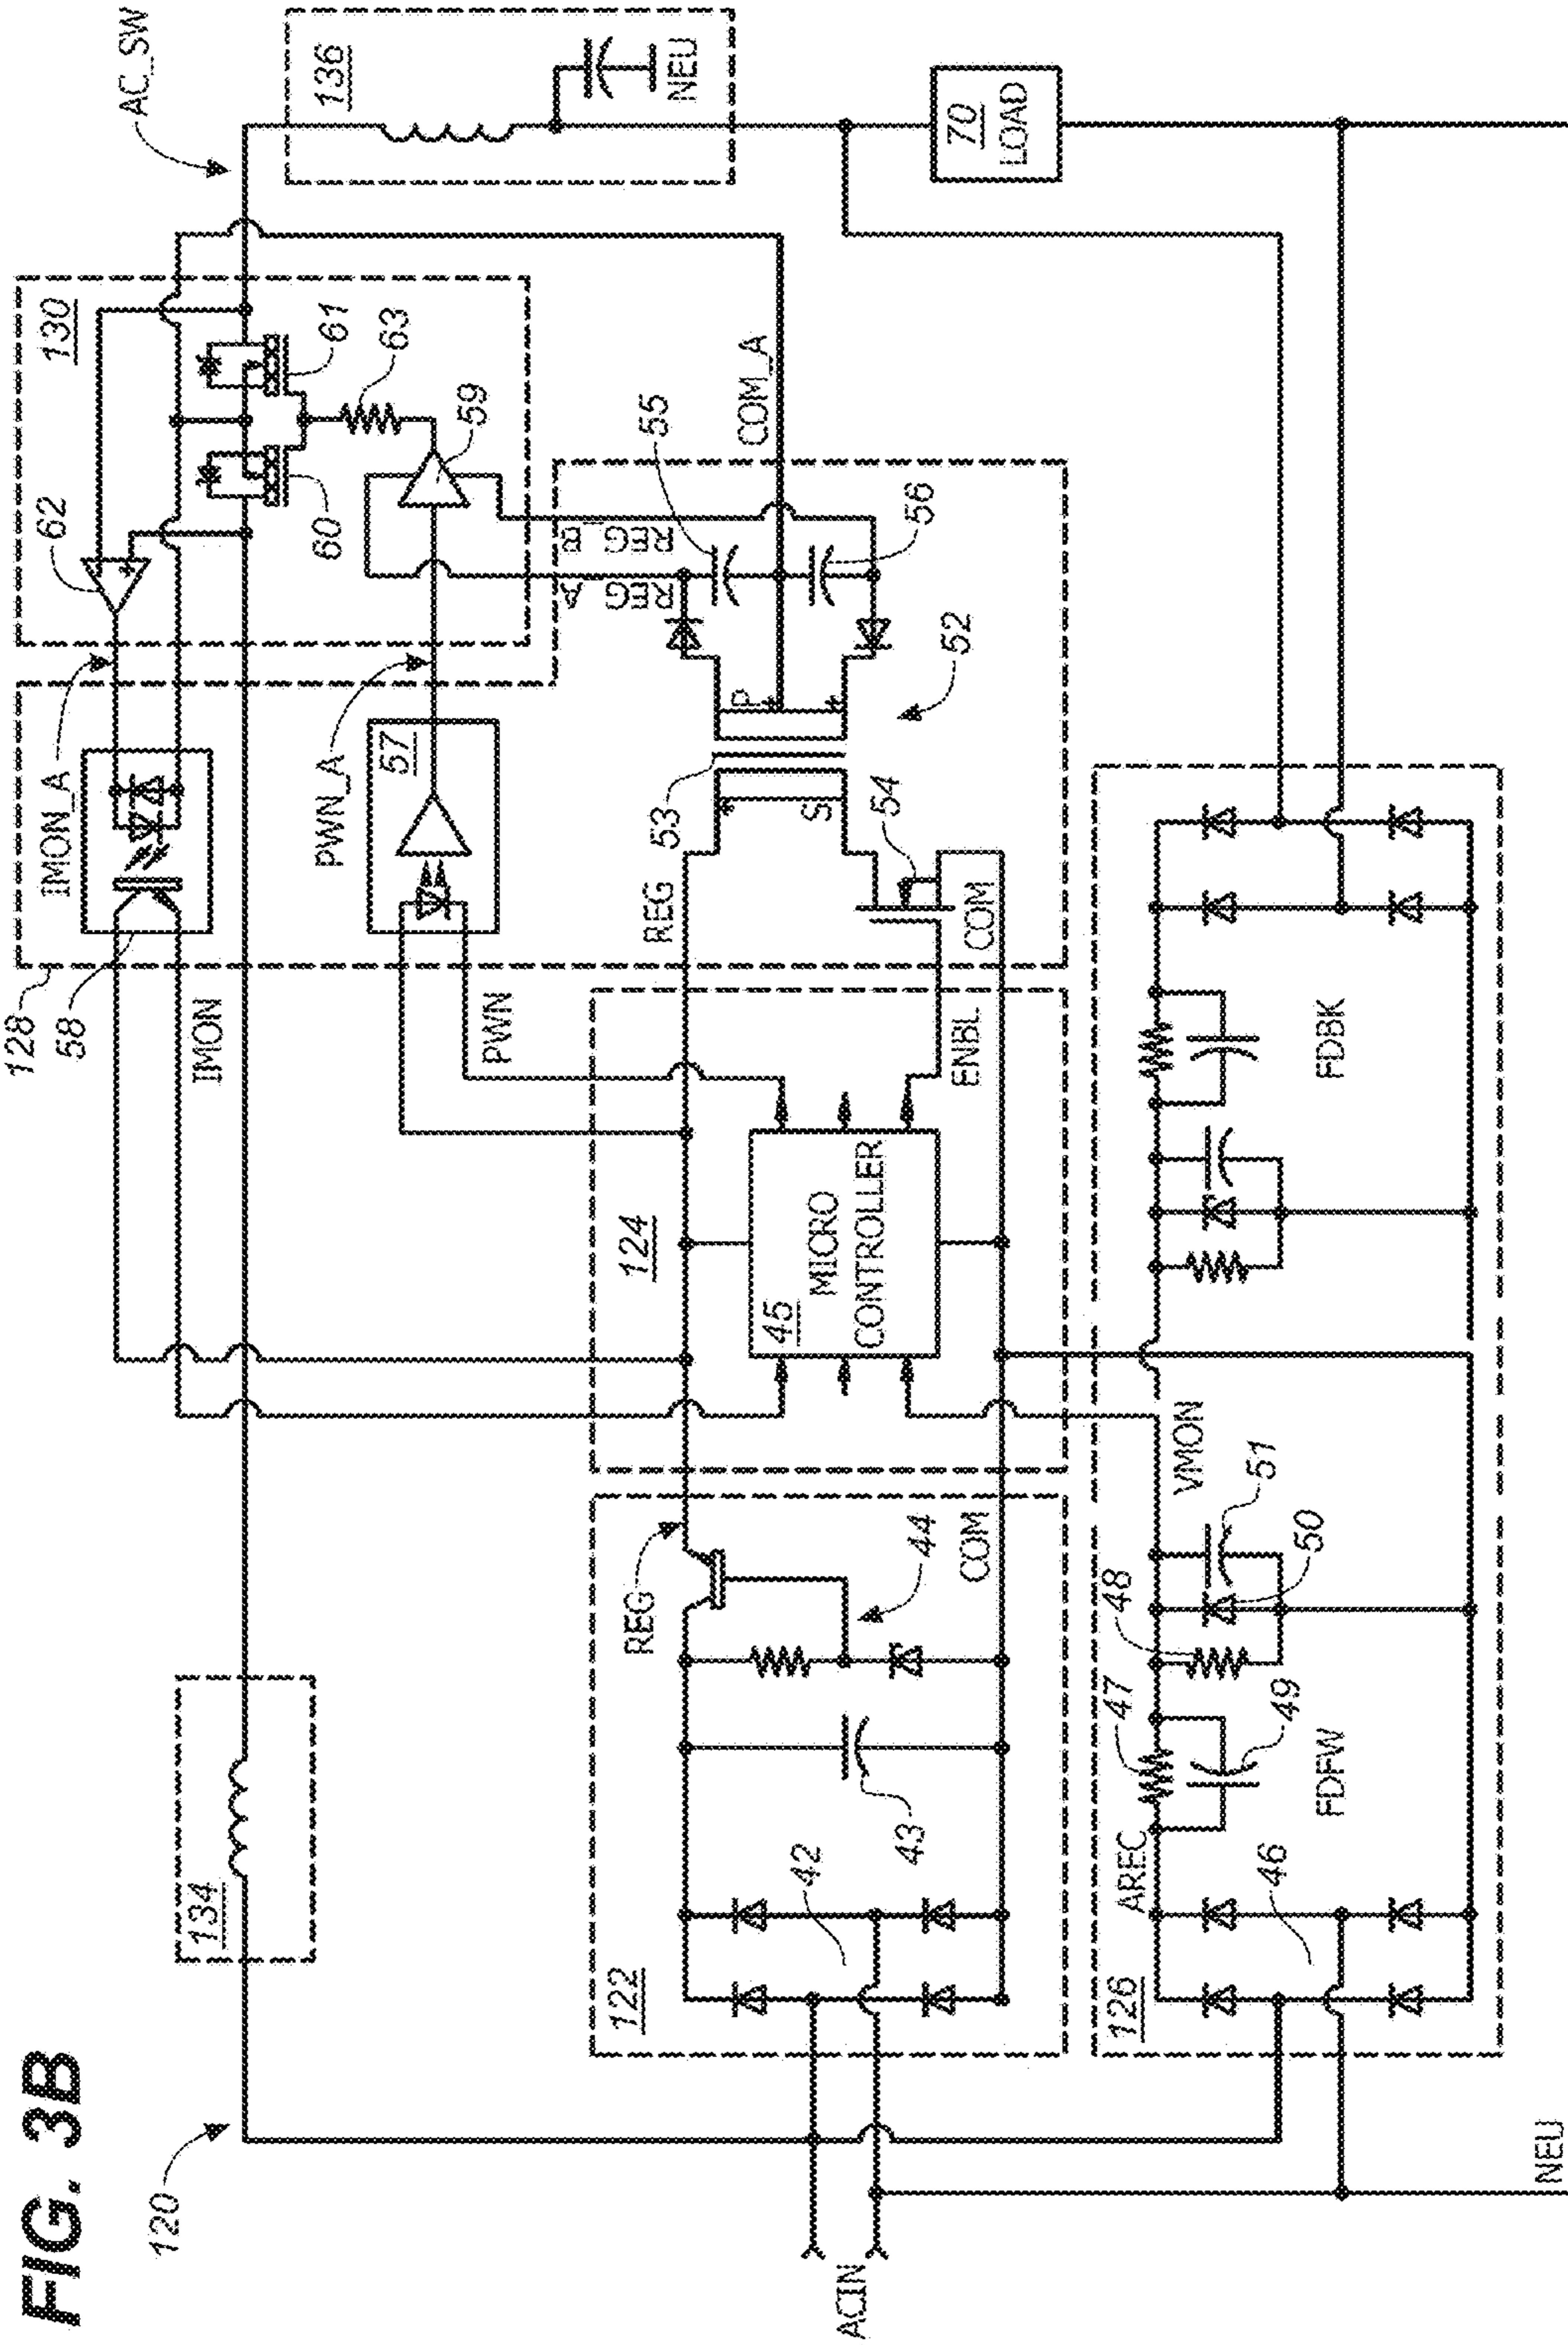 FIG. 3B
120
134
AC_SW
128
58
IMON_A
62
130
IMON
60
61
136
NEU
PWN_A
57
59
63
PWN
REG_A
REG_B
REG
53
P
S
52
54
55
56
COM_A
COM
ENBL
70
LOAD
124
45
MICRO
CONTROLLER
122
42
43
44
REG
COM
ACIN
126
AREC
46
47
48
49
50
51
VMON
FDFW
FDBK
NEU